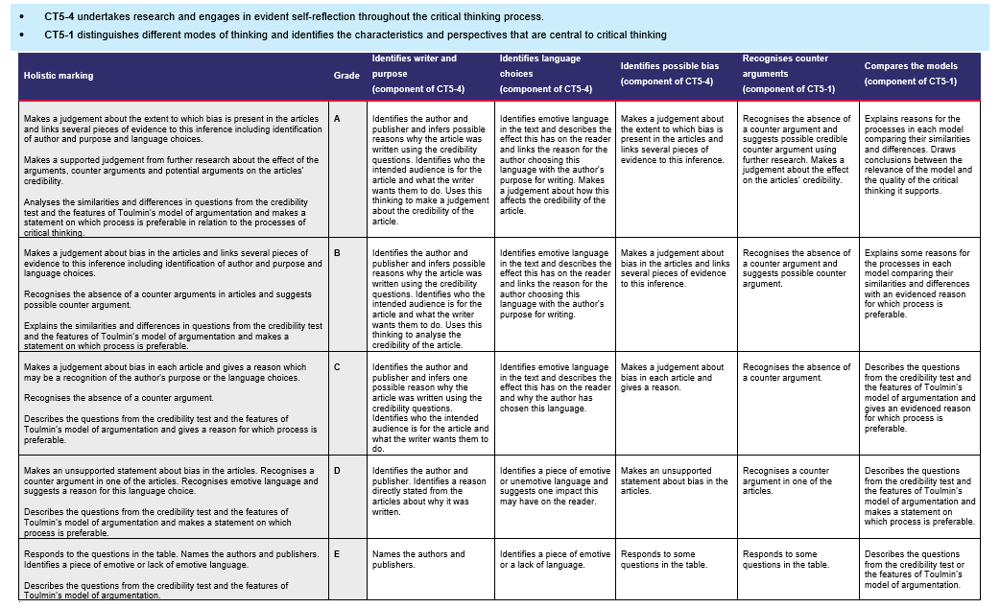 • CT5-4 undertakes research and engages in evident self-reflection throughout the critical thinking process.
• CT5-1 distinguishes different modes of thinking and identifies the characteristics and perspectives that are central to critical thinking
Holistic marking
Grade
Identifies writer and
purpose
(component of CT5-4)
Identifies language
choices
(component of CT5-4)
Identifies possible bias
(component of CT5-4)
Recognises counter
arguments
(component of CT5-1)
Compares the models
(component of CT5-1)
Makes a judgement about the extent to which bias is present in the articles
and links several pieces of evidence to this inference including identification
of author and purpose and language choices.
Makes a supported judgement from further research about the effect of the
arguments, counter arguments and potential arguments on the articles'
credibility.
Analyses the similarities and differences in questions from the credibility
test and the features of Toulmin's model of argumentation and makes a
statement on which process is preferable in relation to the processes of
critical thinking.
A
Identifies the author and
publisher and infers possible
reasons why the article was
written using the credibility
questions. Identifies who the
intended audience is for the
article and what the writer
wants them to do. Uses this
thinking to make a judgement
about the credibility of the
article.
Identifies emotive language
in the text and describes the
effect this has on the reader
and links the reason for the
author choosing this
language with the author's
purpose for writing. Makes
a judgement about how this
affects the credibility of the
article.
Makes a judgement about
the extent to which bias is
present in the articles and
links several pieces of
evidence to this inference.
Recognises the absence of
a counter argument and
suggests possible credible
counter argument using
further research. Makes a
judgement about the effect
on the articles' credibility.
Explains reasons for the
processes in each model
comparing their similarities
and differences. Draws
conclusions between the
relevance of the model and
the quality of the critical
thinking it supports.
Makes a judgement about bias in the articles and links several pieces of
evidence to this inference including identification of author and purpose and
language choices.
Recognises the absence of a counter arguments in articles and suggests
possible counter argument.
Explains the similarities and differences in questions from the credibility test
and the features of Toulmin's model of argumentation and makes a
statement on which process is preferable.
B
Identifies the author and
publisher and infers possible
reasons why the article was
written using the credibility
questions. Identifies who the
intended audience is for the
article and what the writer
wants them to do. Uses this
thinking to analyse the
credibility of the article.
Identifies emotive language
in the text and describes the
effect this has on the reader
and links the reason for the
author choosing this
language with the author's
purpose for writing.
Makes a judgement about
bias in the articles and links
several pieces of evidence
to this inference.
Recognises the absence of
a counter argument and
suggests possible counter
argument.
Explains some reasons for
the processes in each
model comparing their
similarities and differences
with an evidenced reason
for which process is
preferable.
Makes a judgement about bias in each article and gives a reason which
may be a recognition of the author's purpose or the language choices.
Recognises the absence of a counter argument.
Describes the questions from the credibility test and the features of
Toulmin's model of argumentation and gives a reason for which process is
preferable.
C
Identifies the author and
publisher and infers one
possible reason why the
article was written using the
credibility questions.
Identifies who the intended
audience is for the article and
what the writer wants them to
do.
Identifies emotive language
in the text and describes the
effect this has on the reader
and why the author has
chosen this language.
Makes a judgement about
bias in each article and
gives a reason.
Recognises the absence of
a counter argument.
Describes the questions
from the credibility test and
the features of Toulmin's
model of argumentation and
gives an evidenced reason
for which process is
preferable.
Makes an unsupported statement about bias in the articles. Recognises a
counter argument in one of the articles. Recognises emotive language and
suggests a reason for this language choice.
Describes the questions from the credibility test and the features of
Toulmin's model of argumentation and makes a statement on which
process is preferable.
D
Identifies the author and
publisher. Identifies a reason
directly stated from the
articles about why it was
written.
Identifies a piece of emotive
or unemotive language and
suggests one impact this
may have on the reader.
Makes an unsupported
statement about bias in the
articles.
Recognises a counter
argument in one of the
articles.
Describes the questions
from the credibility test and
the features of Toulmin's
model of argumentation and
makes a statement on
which process is preferable.
Responds to the questions in the table. Names the authors and publishers.
Identifies a piece of emotive or lack of emotive language.
Describes the questions from the credibility test and the features of
Toulmin's model of argumentation.
E
Names the authors and
publishers.
Identifies a piece of emotive
or a lack of language.
Responds to some
questions in the table.
Responds to some
questions in the table.
Describes the questions
from the credibility test or
the features of Toulmin's
model of argumentation.